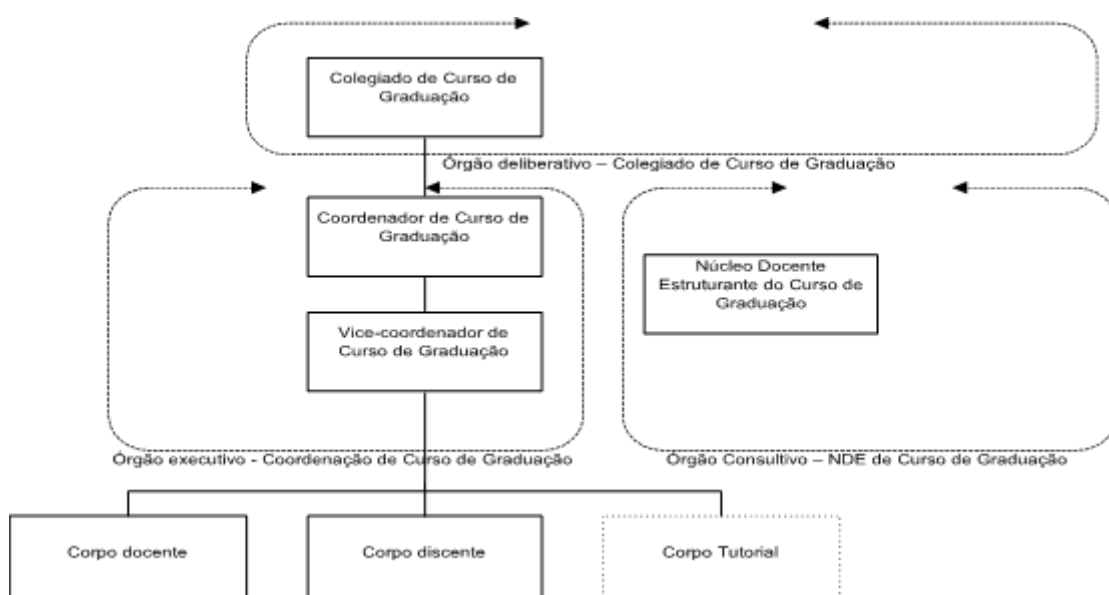 Colegiado de Curso de
Graduação
Órgão deliberativo – Colegiado de Curso de Graduação
Coordenador de Curso de
Graduação
Núcleo Docente
Estruturante do Curso de
Graduação
Vice-coordenador de
Curso de Graduação
Órgão executivo - Coordenação de Curso de Graduação
Órgão Consultivo – NDE de Curso de Graduação
Corpo docente
Corpo discente
Corpo Tutorial